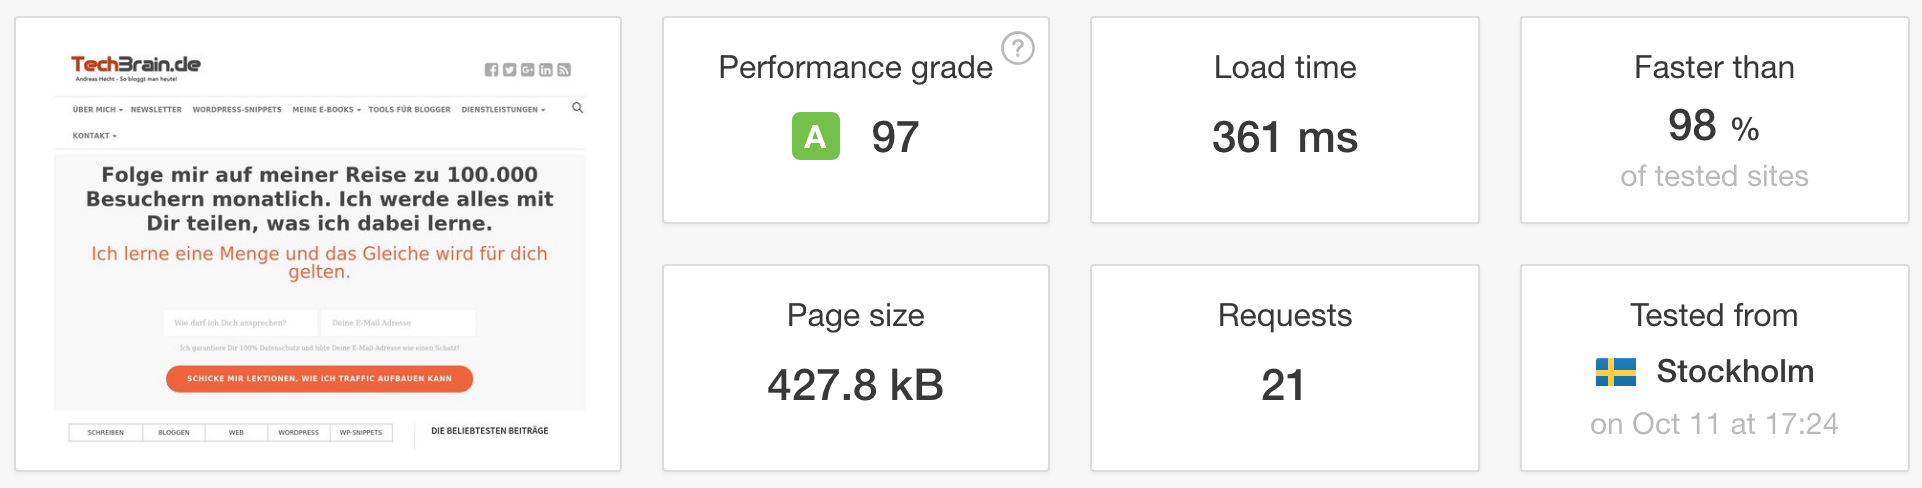 TechBrain.de
Andreas Hecht - So bloggt man heute!
ÜBER MICH NEWSLETTER WORDPRESS-SNIPPETS MEINE E-BOOKS TOOLS FÜR BLOGGER DIENSTLEISTUNGEN
KONTAKT
Folge mir auf meiner Reise zu 100.000
Besuchern monatlich. Ich werde alles mit
Dir teilen, was ich dabei lerne.
Ich lerne eine Menge und das Gleiche wird für dich
gelten.
Wie darf ich Dich ansprechen? Deine E-Mail Adresse
Ich garantiere Dir 100% Datenschutz und hüte Deine E-Mail-Adresse wie einen Schatz!
SCHICKE MIR LEKTIONEN, WIE ICH TRAFFIC AUFBAUEN KANN
SCHREIBEN BLOGGEN WEB WORDPRESS WP-SNIPPETS
DIE BELIEBTESTEN BEITRÄGE
Performance grade ?
A 97
Load time
361 ms
Faster than
98 %
of tested sites
Page size
427.8 kB
Requests
21
Tested from
Stockholm
on Oct 11 at 17:24